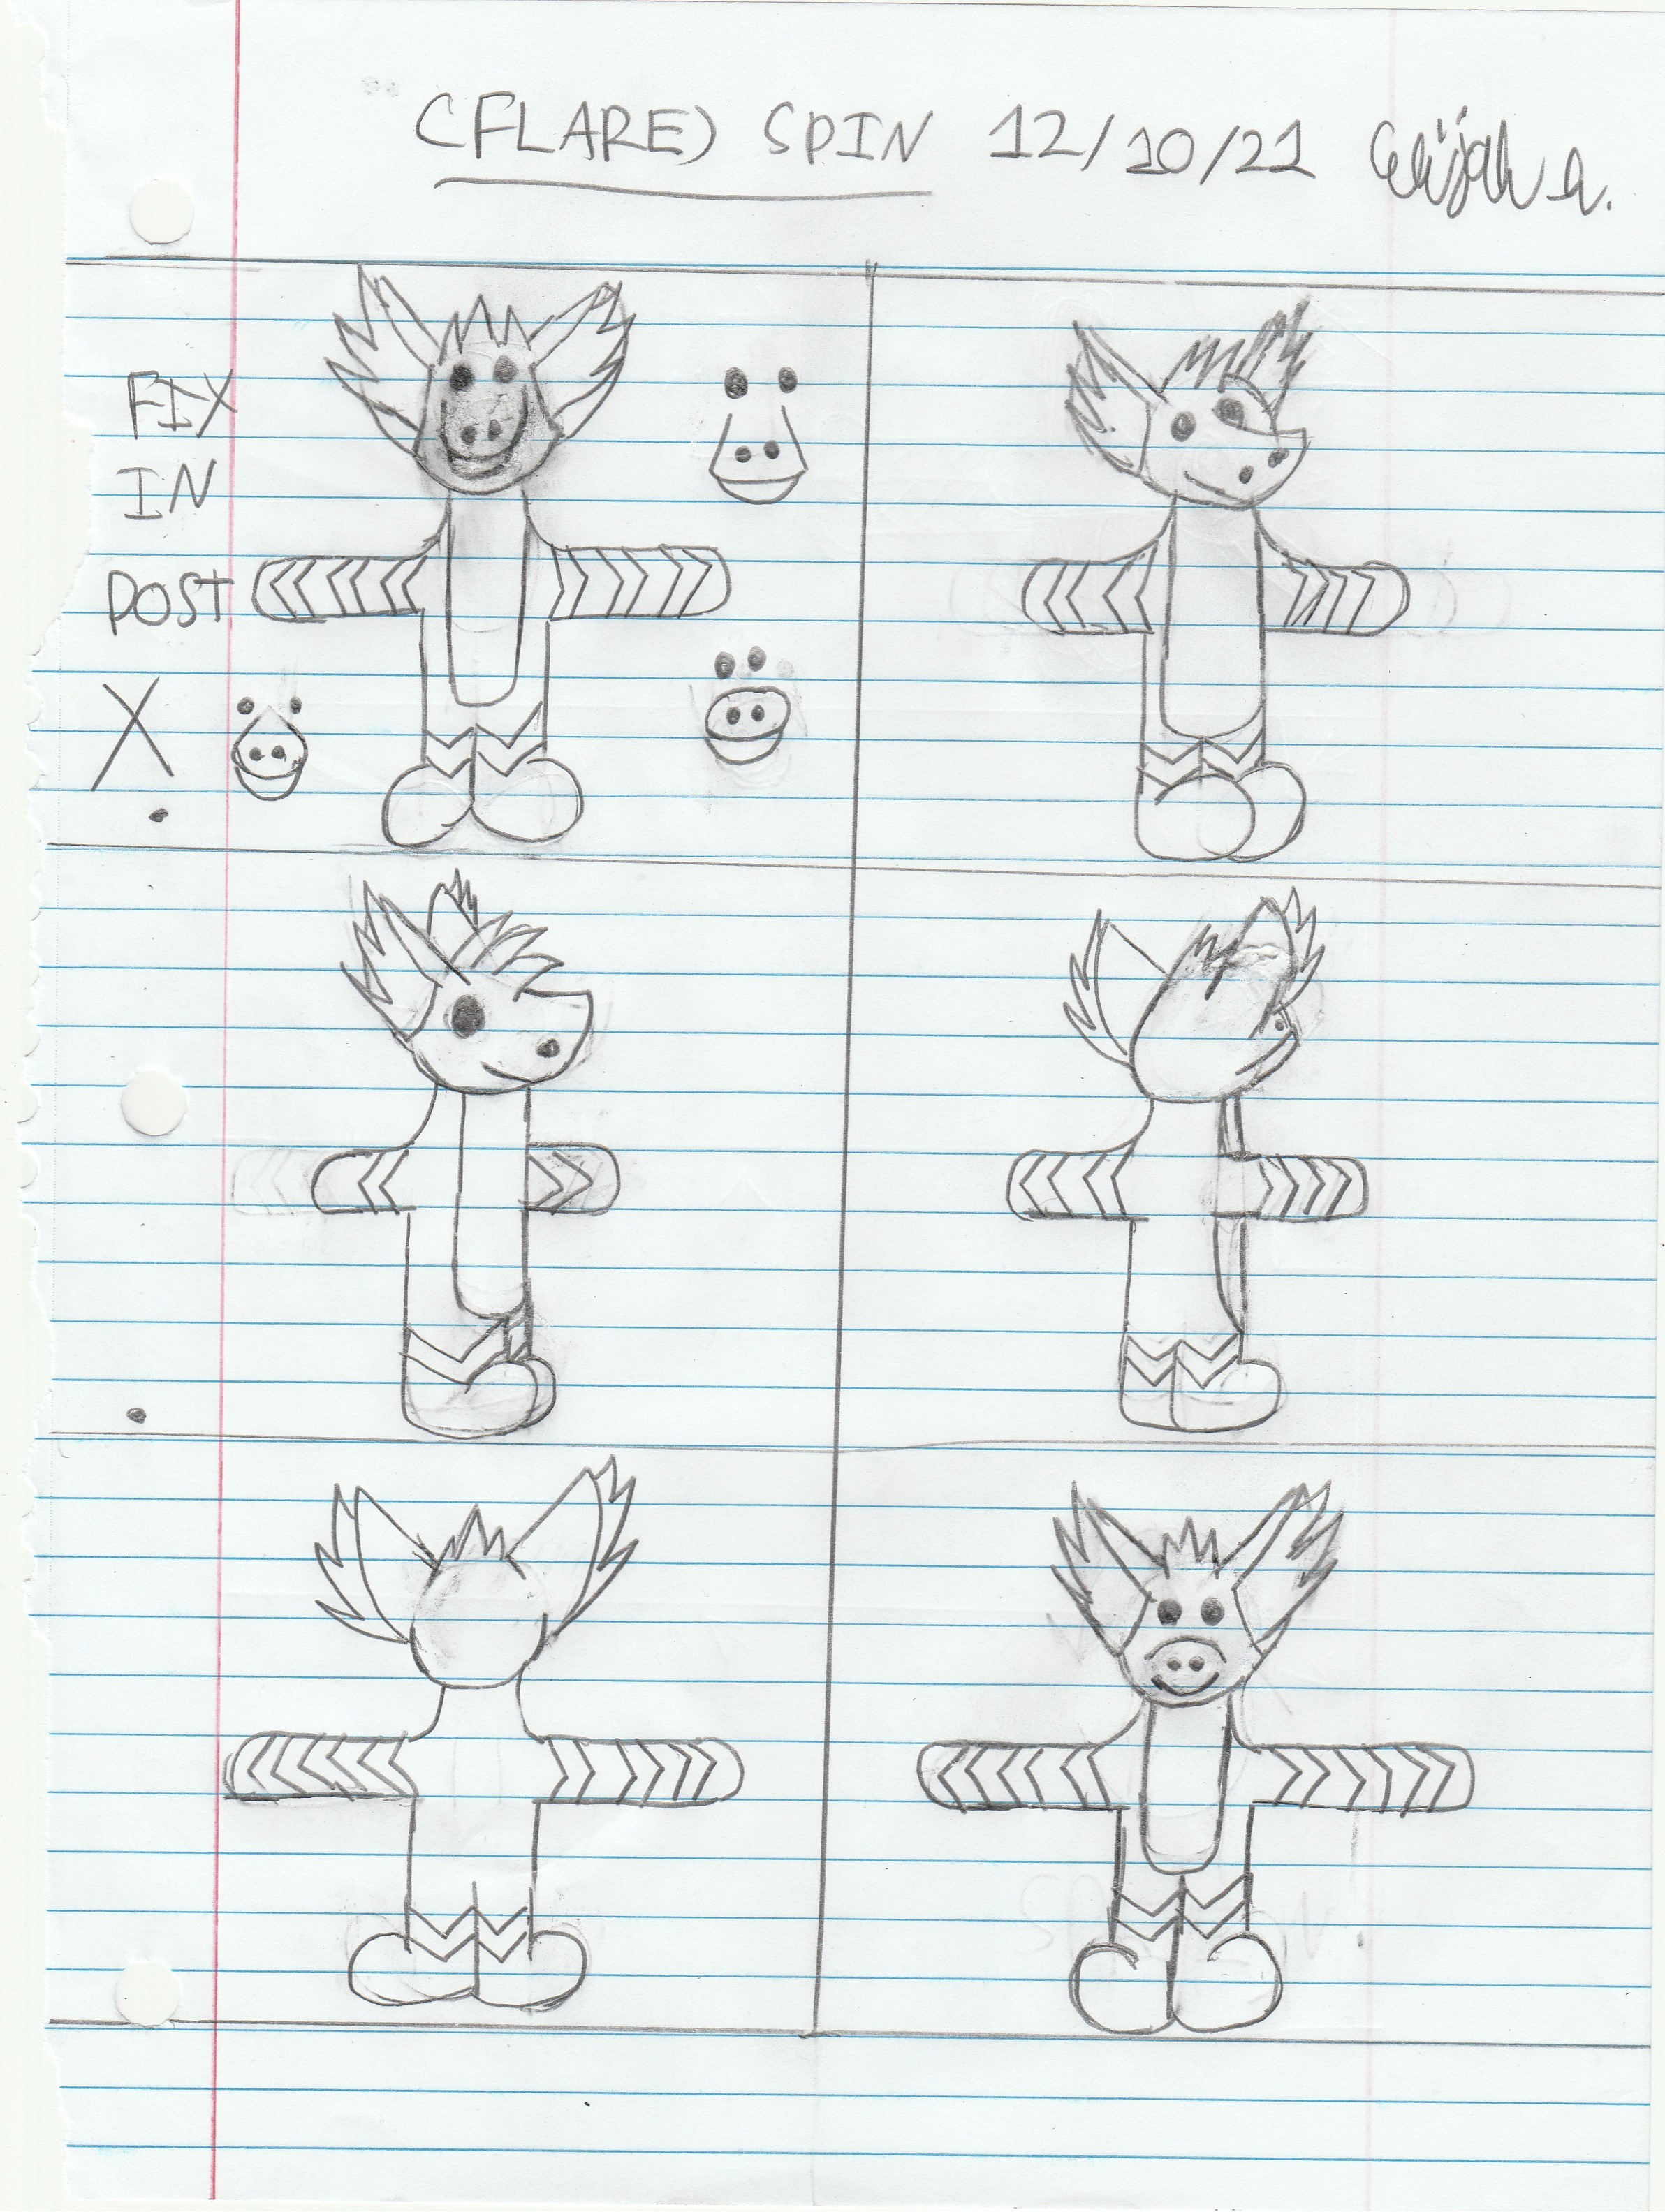 (FLARE) SPIN 12/10/21 Elijah A.
FIX
IN
POST
X